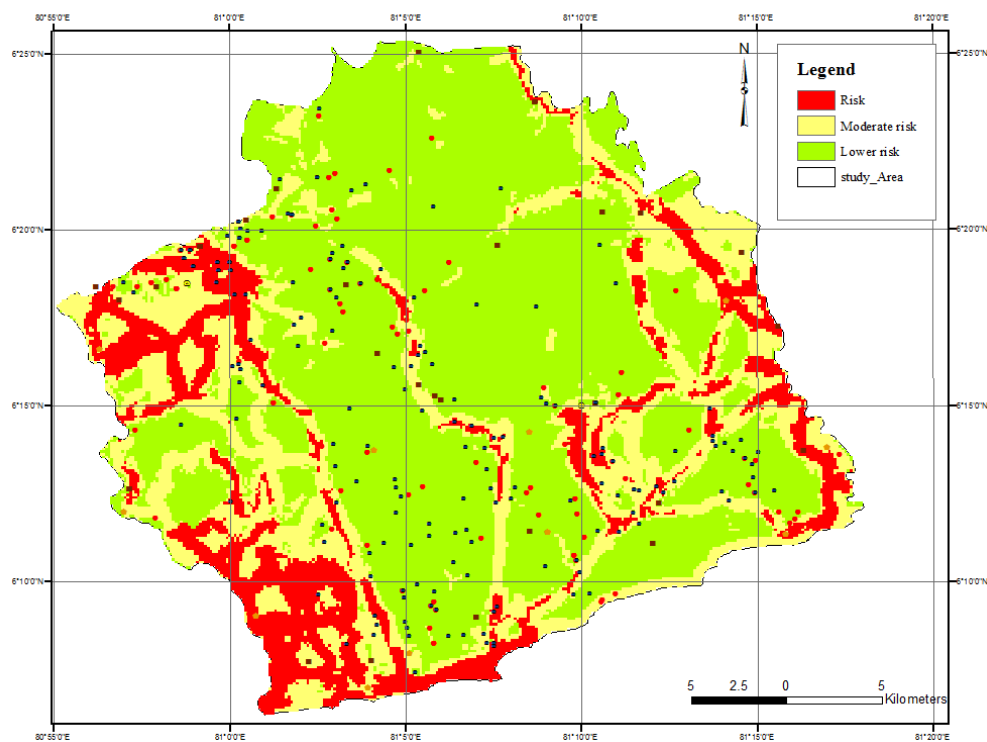 80°55'0"E 81°0'0"E 81°5'0"E 81°10'0"E 81°15'0"E 81°20'0"E
6°25'0"N 6°25'0"N
N
Legend
Risk
Moderate risk
Lower risk
study_Area
6°20'0"N 6°20'0"N
6°15'0"N 6°15'0"N
6°10'0"N 6°10'0"N
5 2.5 0 5
Kilometers
80°55'0"E 81°0'0"E 81°5'0"E 81°10'0"E 81°15'0"E 81°20'0"E